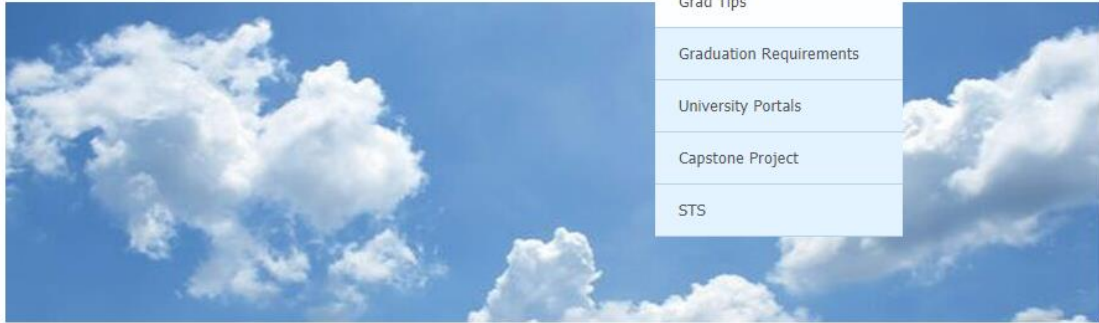 Grad Tips
Graduation Requirements
University Portals
Capstone Project
STS